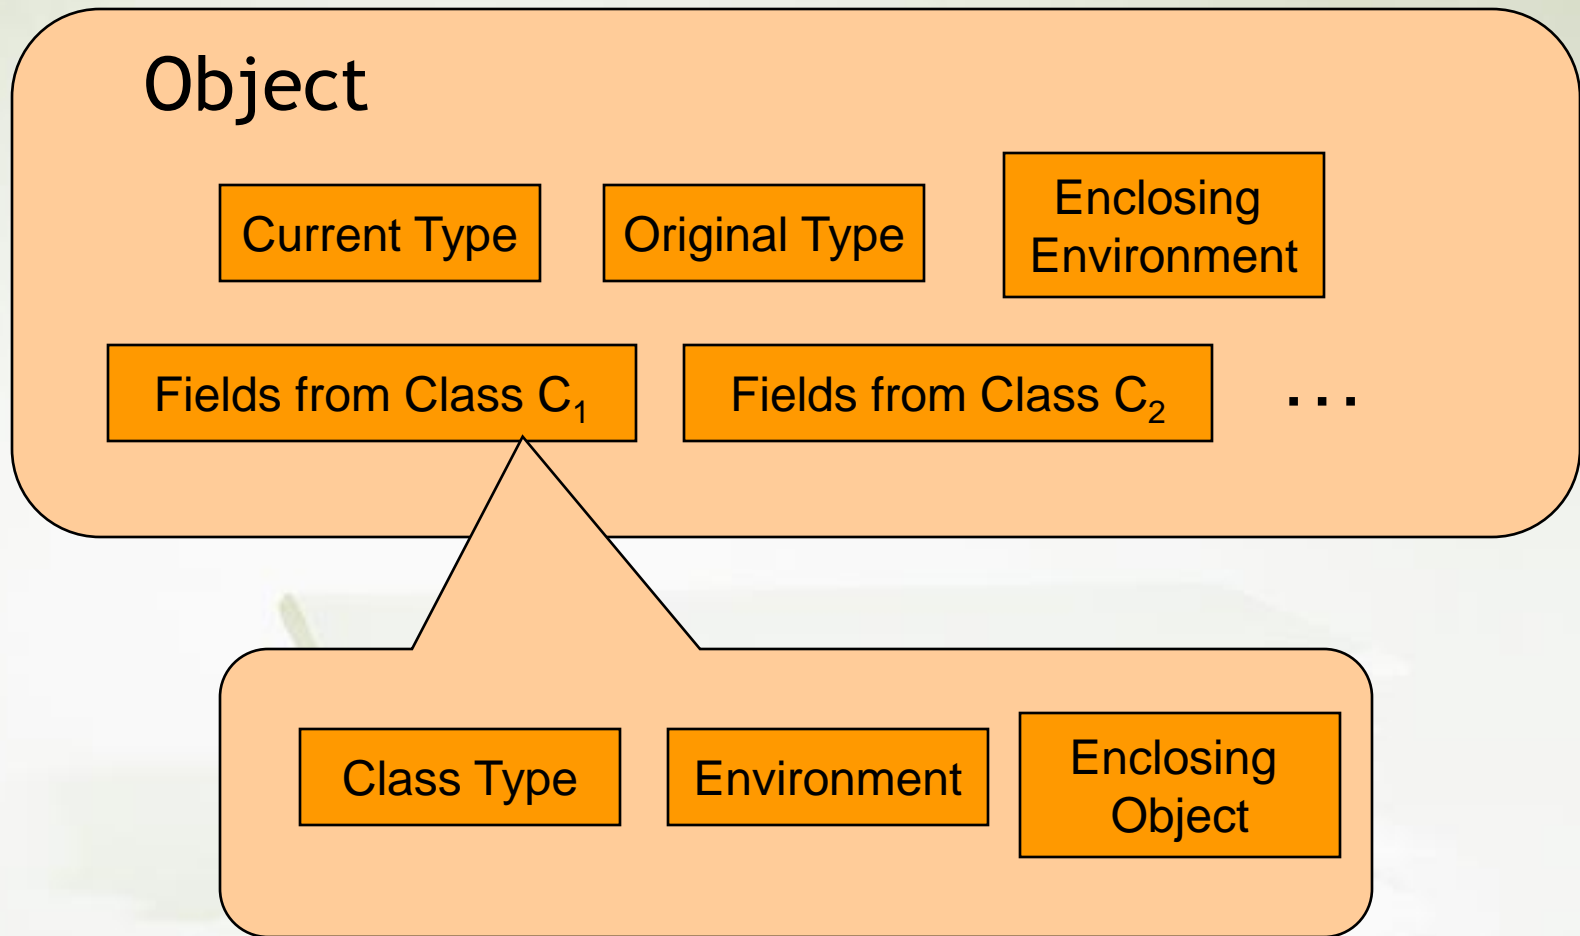 Object
Current Type
Original Type
Enclosing
Environment
Fields from Class C₁
Fields from Class C₂
...
Class Type
Environment
Enclosing
Object